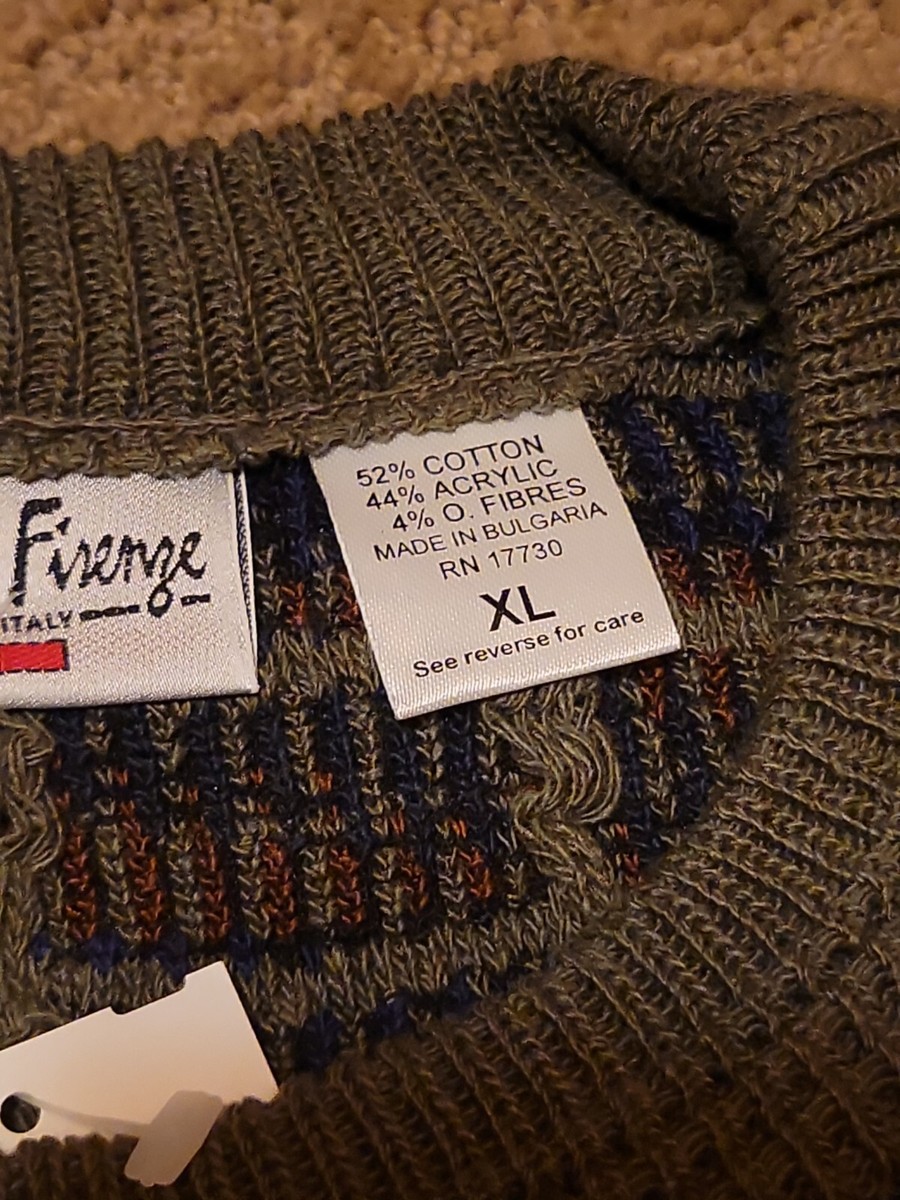 Firenze
ITALY
52% COTTON
44% ACRYLIC
4% O. FIBRES
MADE IN BULGARIA
RN 17730
XL
See reverse for care